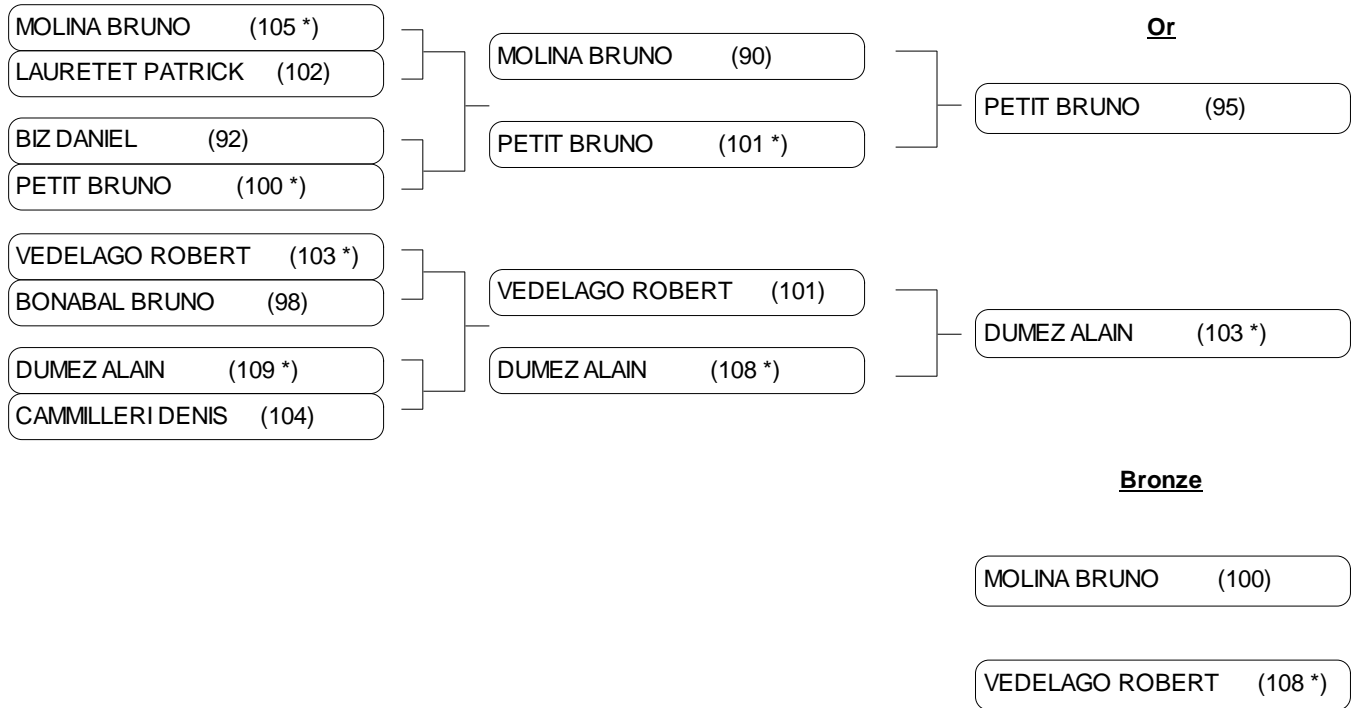 MOLINA BRUNO (105 *)
LAURETET PATRICK (102)
BIZ DANIEL (92)
PETIT BRUNO (100 *)
VEDELAGO ROBERT (103 *)
BONABAL BRUNO (98)
DUMEZ ALAIN (109 *)
CAMMILLERI DENIS (104)
MOLINA BRUNO (90)
PETIT BRUNO (101 *)
VEDELAGO ROBERT (101)
DUMEZ ALAIN (108 *)
Or
PETIT BRUNO (95)
DUMEZ ALAIN (103 *)
Bronze
MOLINA BRUNO (100)
VEDELAGO ROBERT (108 *)